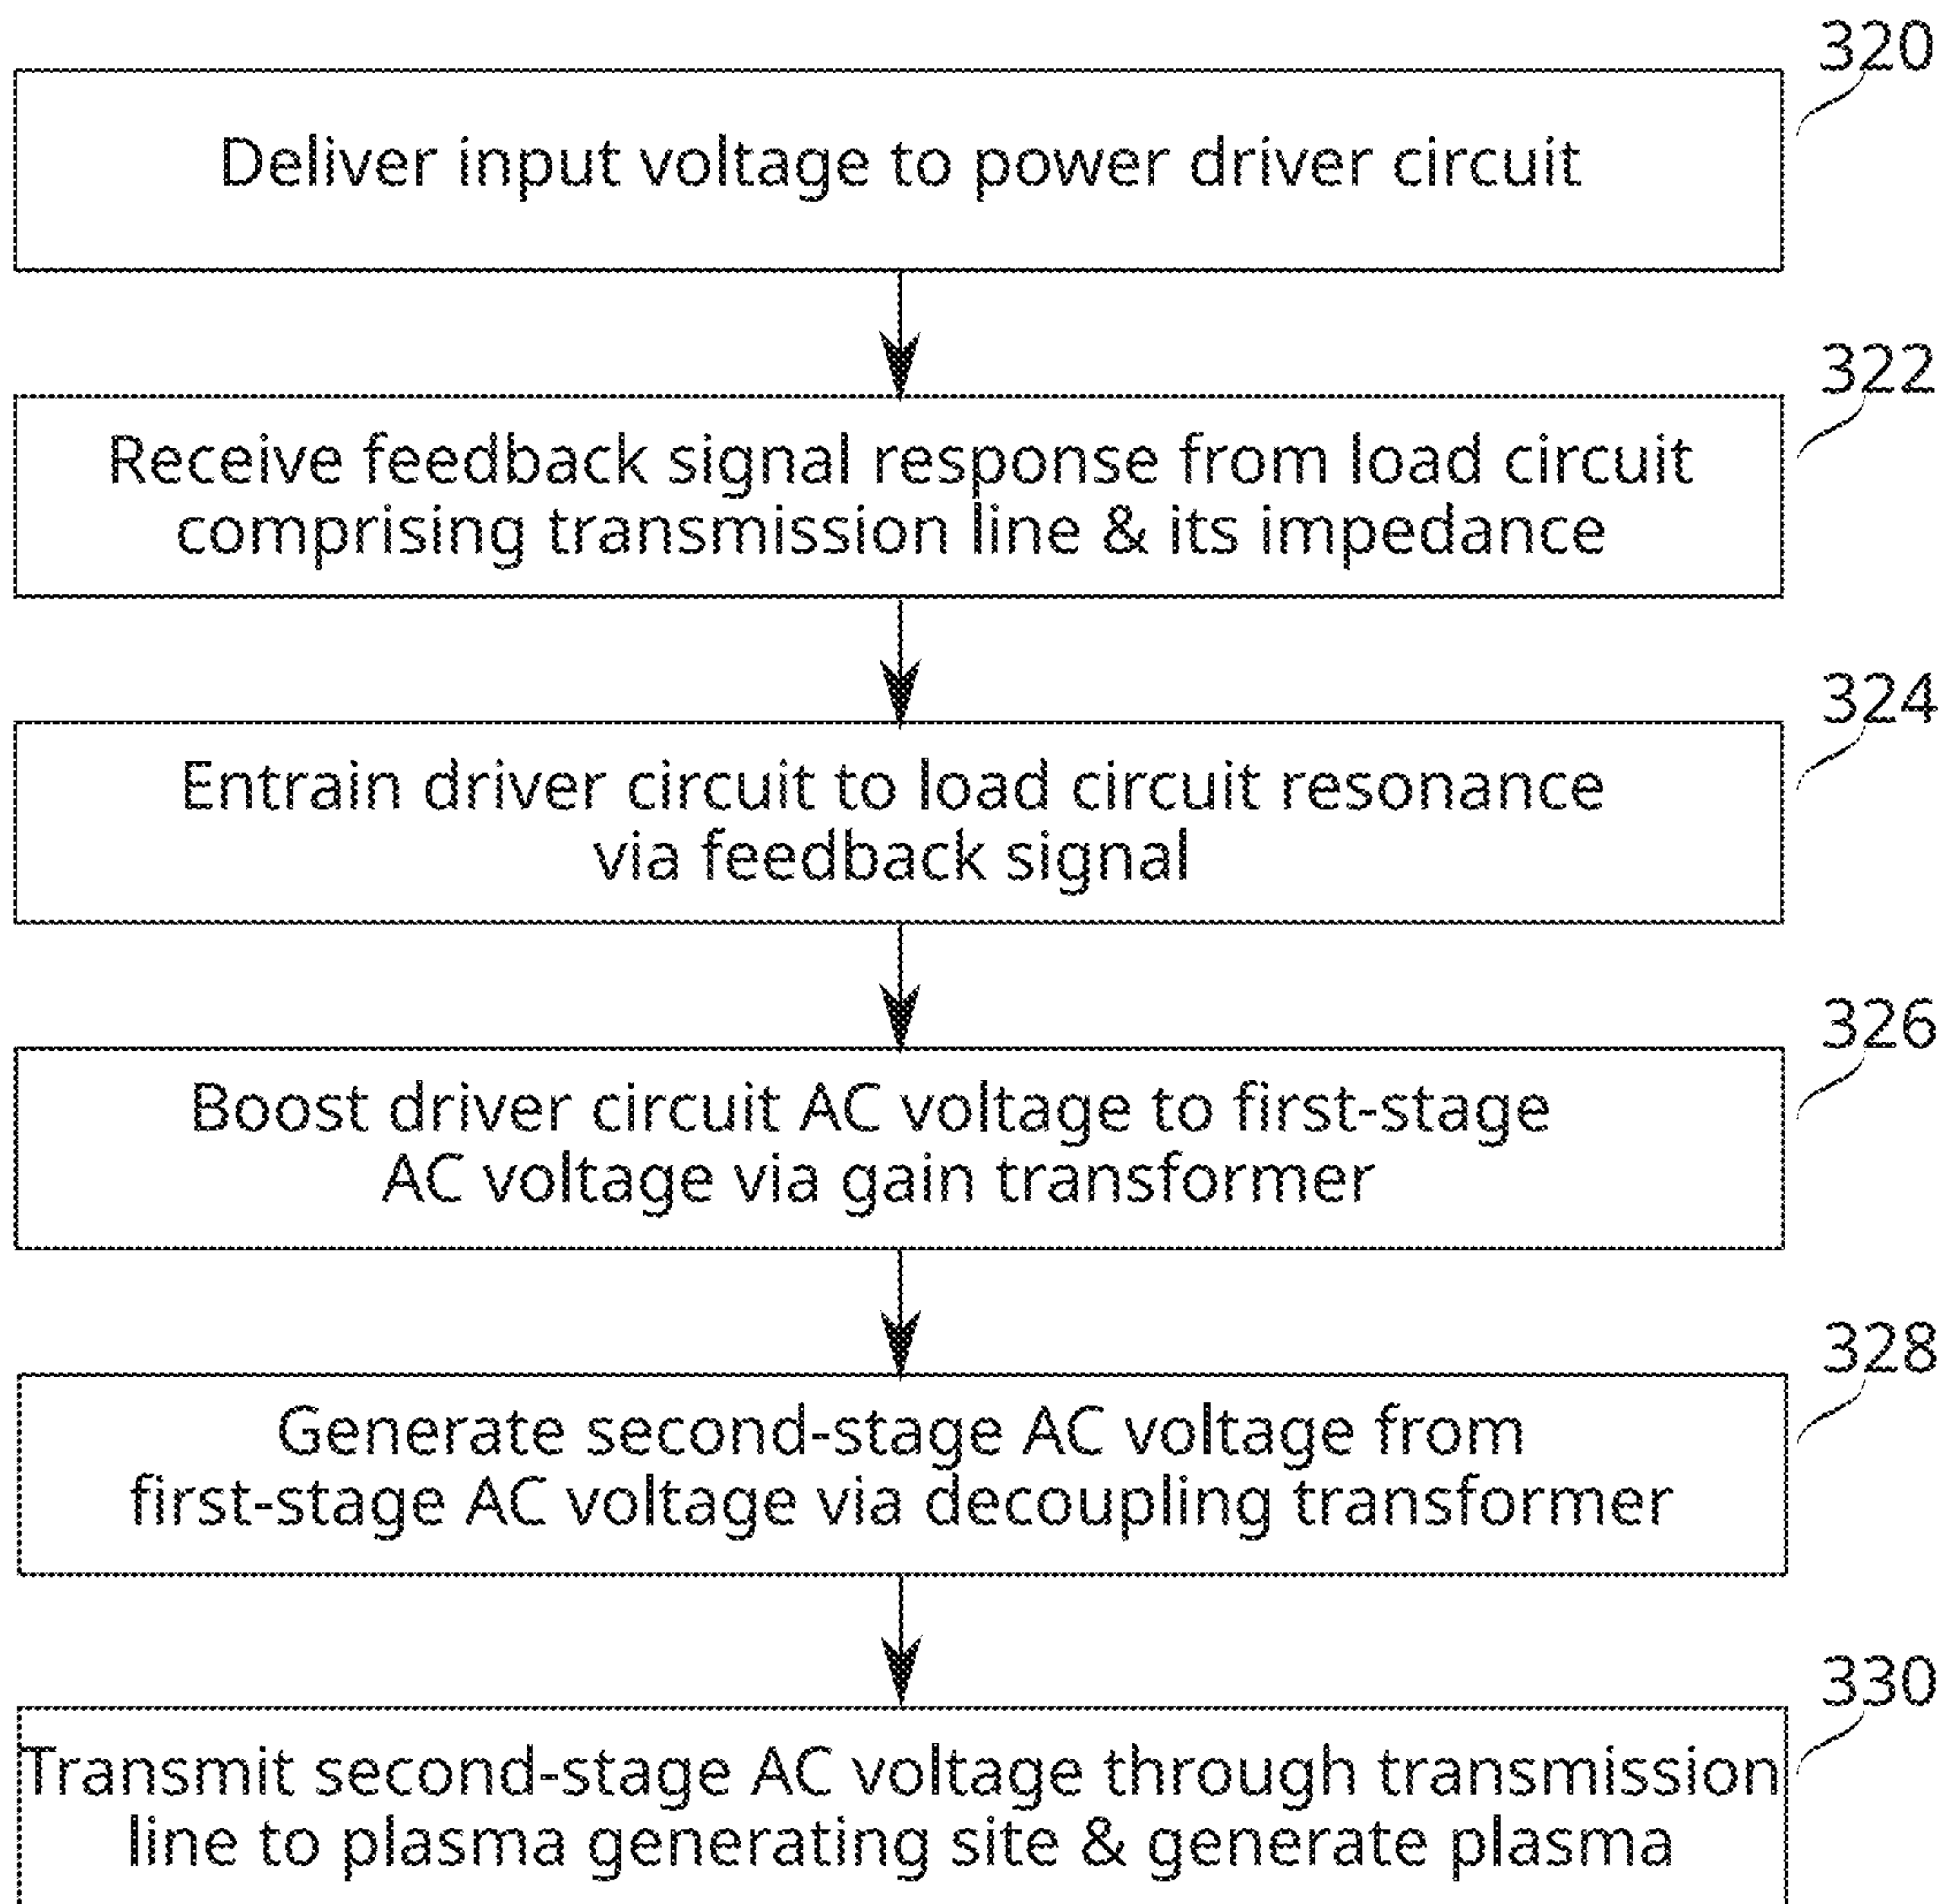 320
Deliver input voltage to power driver circuit
322
Receive feedback signal response from load circuit
comprising transmission line & its impedance
324
Entrain driver circuit to load circuit resonance
via feedback signal
326
Boost driver circuit AC voltage to first-stage
AC voltage via gain transformer
328
Generate second-stage AC voltage from
first-stage AC voltage via decoupling transformer
330
Transmit second-stage AC voltage through transmission
line to plasma generating site & generate plasma